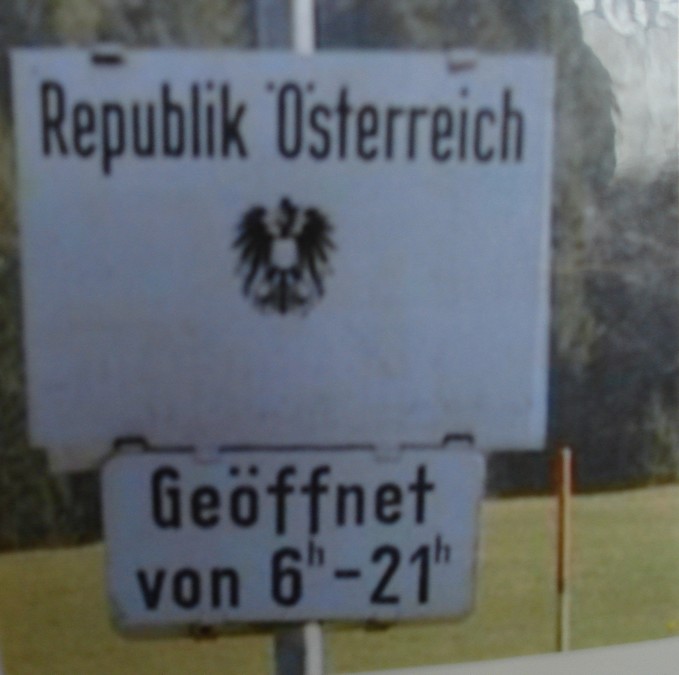 Republik Österreich
Geöffnet
von 6h-21h